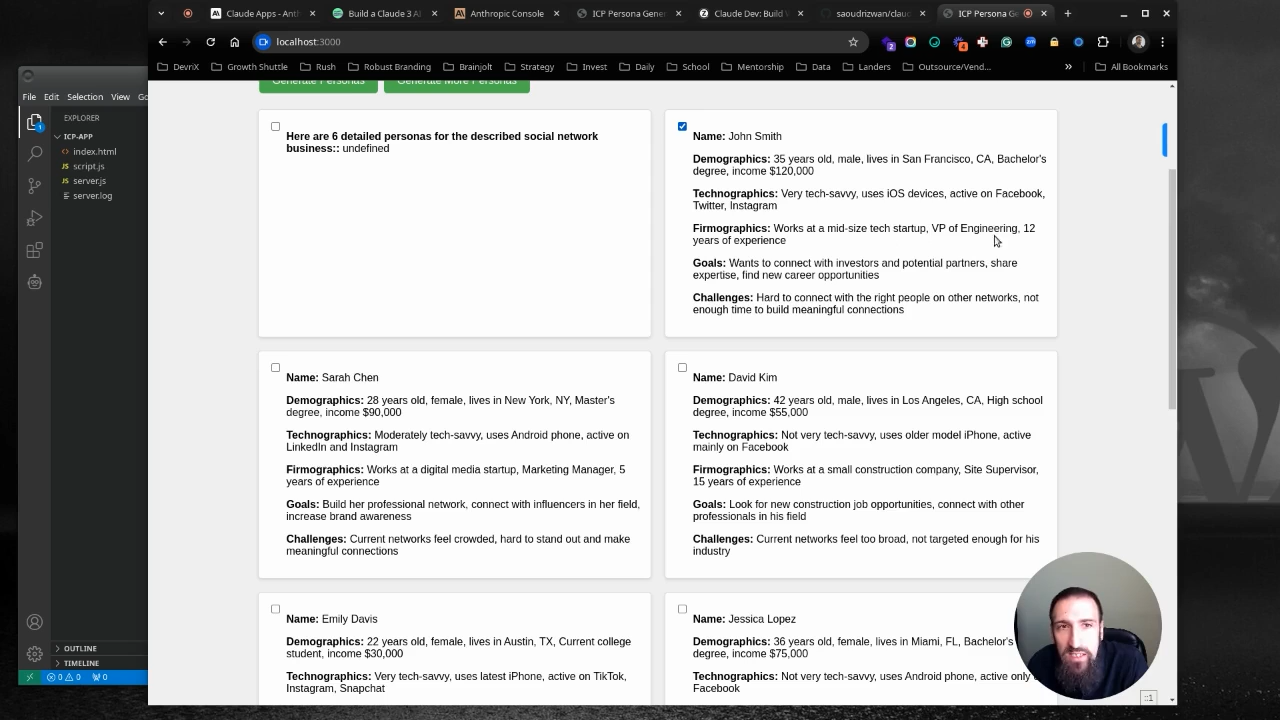 Claude Apps - Anth
Build a Claude 3 A
Anthropic Console
ICP Persona Gene
Claude Dev: Build W
saoudrizwan/claud
ICP Persona Ge
localhost:3000
2
4
DevriX
Growth Shuttle
Rush
Robust Branding
Brainjolt
Strategy
Invest
Daily
School
Mentorship
Data
Landers
Outsource/Vend...
»
All Bookmarks
File Edit Selection View Go
EXPLORER
ICP-APP
index.html
script.js
server.js
server.log
OUTLINE
TIMELINE
0 0 0
Generate Personas
Generate More Personas
Here are 6 detailed personas for the described social network
business:: undefined
Name: John Smith
Demographics: 35 years old, male, lives in San Francisco, CA, Bachelor's
degree, income $120,000
Technographics: Very tech-savvy, uses iOS devices, active on Facebook,
Twitter, Instagram
Firmographics: Works at a mid-size tech startup, VP of Engineering, 12
years of experience
Goals: Wants to connect with investors and potential partners, share
expertise, find new career opportunities
Challenges: Hard to connect with the right people on other networks, not
enough time to build meaningful connections
Name: Sarah Chen
Demographics: 28 years old, female, lives in New York, NY, Master's
degree, income $90,000
Technographics: Moderately tech-savvy, uses Android phone, active on
LinkedIn and Instagram
Firmographics: Works at a digital media startup, Marketing Manager, 5
years of experience
Goals: Build her professional network, connect with influencers in her field,
increase brand awareness
Challenges: Current networks feel crowded, hard to stand out and make
meaningful connections
Name: David Kim
Demographics: 42 years old, male, lives in Los Angeles, CA, High school
degree, income $55,000
Technographics: Not very tech-savvy, uses older model iPhone, active
mainly on Facebook
Firmographics: Works at a small construction company, Site Supervisor,
15 years of experience
Goals: Look for new construction job opportunities, connect with other
professionals in his field
Challenges: Current networks feel too broad, not targeted enough for his
industry
Name: Emily Davis
Demographics: 22 years old, female, lives in Austin, TX, Current college
student, income $30,000
Technographics: Very tech-savvy, uses latest iPhone, active on TikTok,
Instagram, Snapchat
Name: Jessica Lopez
Demographics: 36 years old, female, lives in Miami, FL, Bachelor's
degree, income $75,000
Technographics: Not very tech-savvy, uses Android phone, active only
Facebook
::1